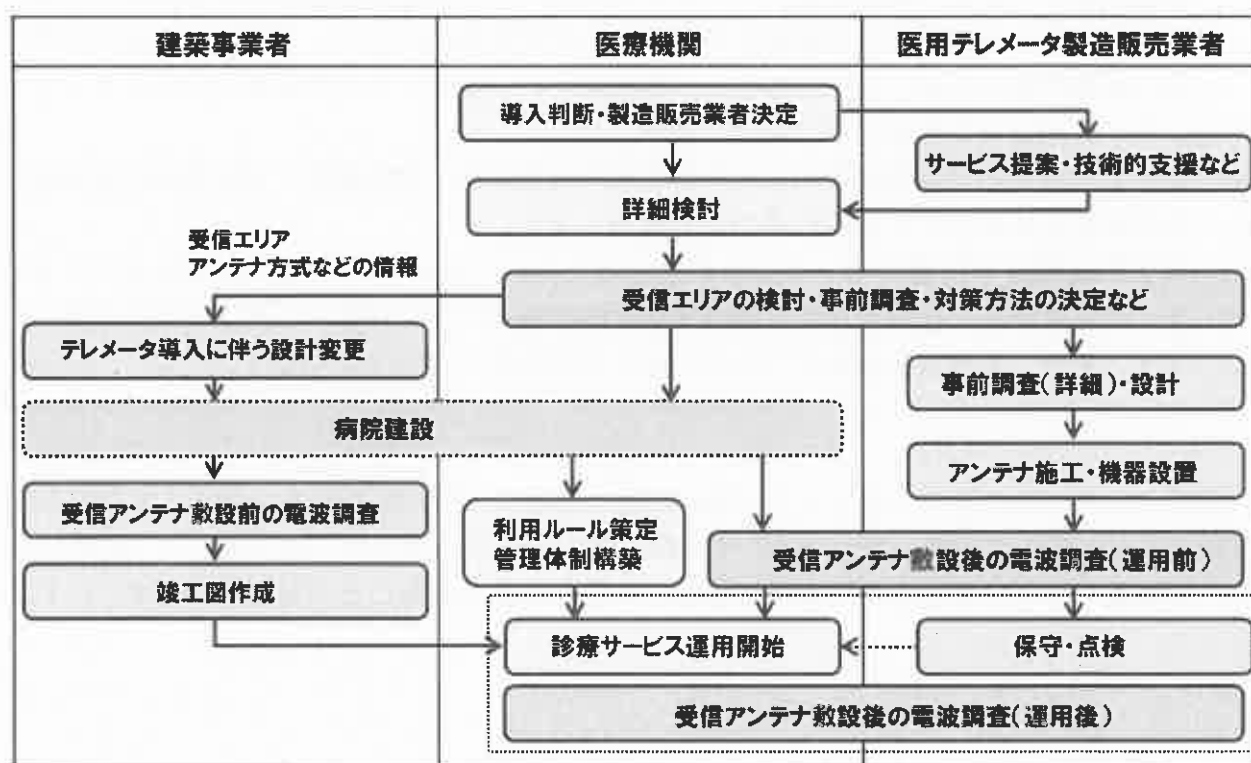 建築事業者
医療機関
医用テレメータ製造販売業者
導入判断・製造販売業者決定
サービス提案・技術的支援など
詳細検討
受信エリア
アンテナ方式などの情報
受信エリアの検討・事前調査・対策方法の決定など
テレメータ導入に伴う設計変更
事前調査(詳細)・設計
病院建設
アンテナ施工・機器設置
受信アンテナ敷設前の電波調査
利用ルール策定
管理体制構築
受信アンテナ敷設後の電波調査(運用前)
竣工図作成
診療サービス運用開始
保守・点検
受信アンテナ敷設後の電波調査(運用後)